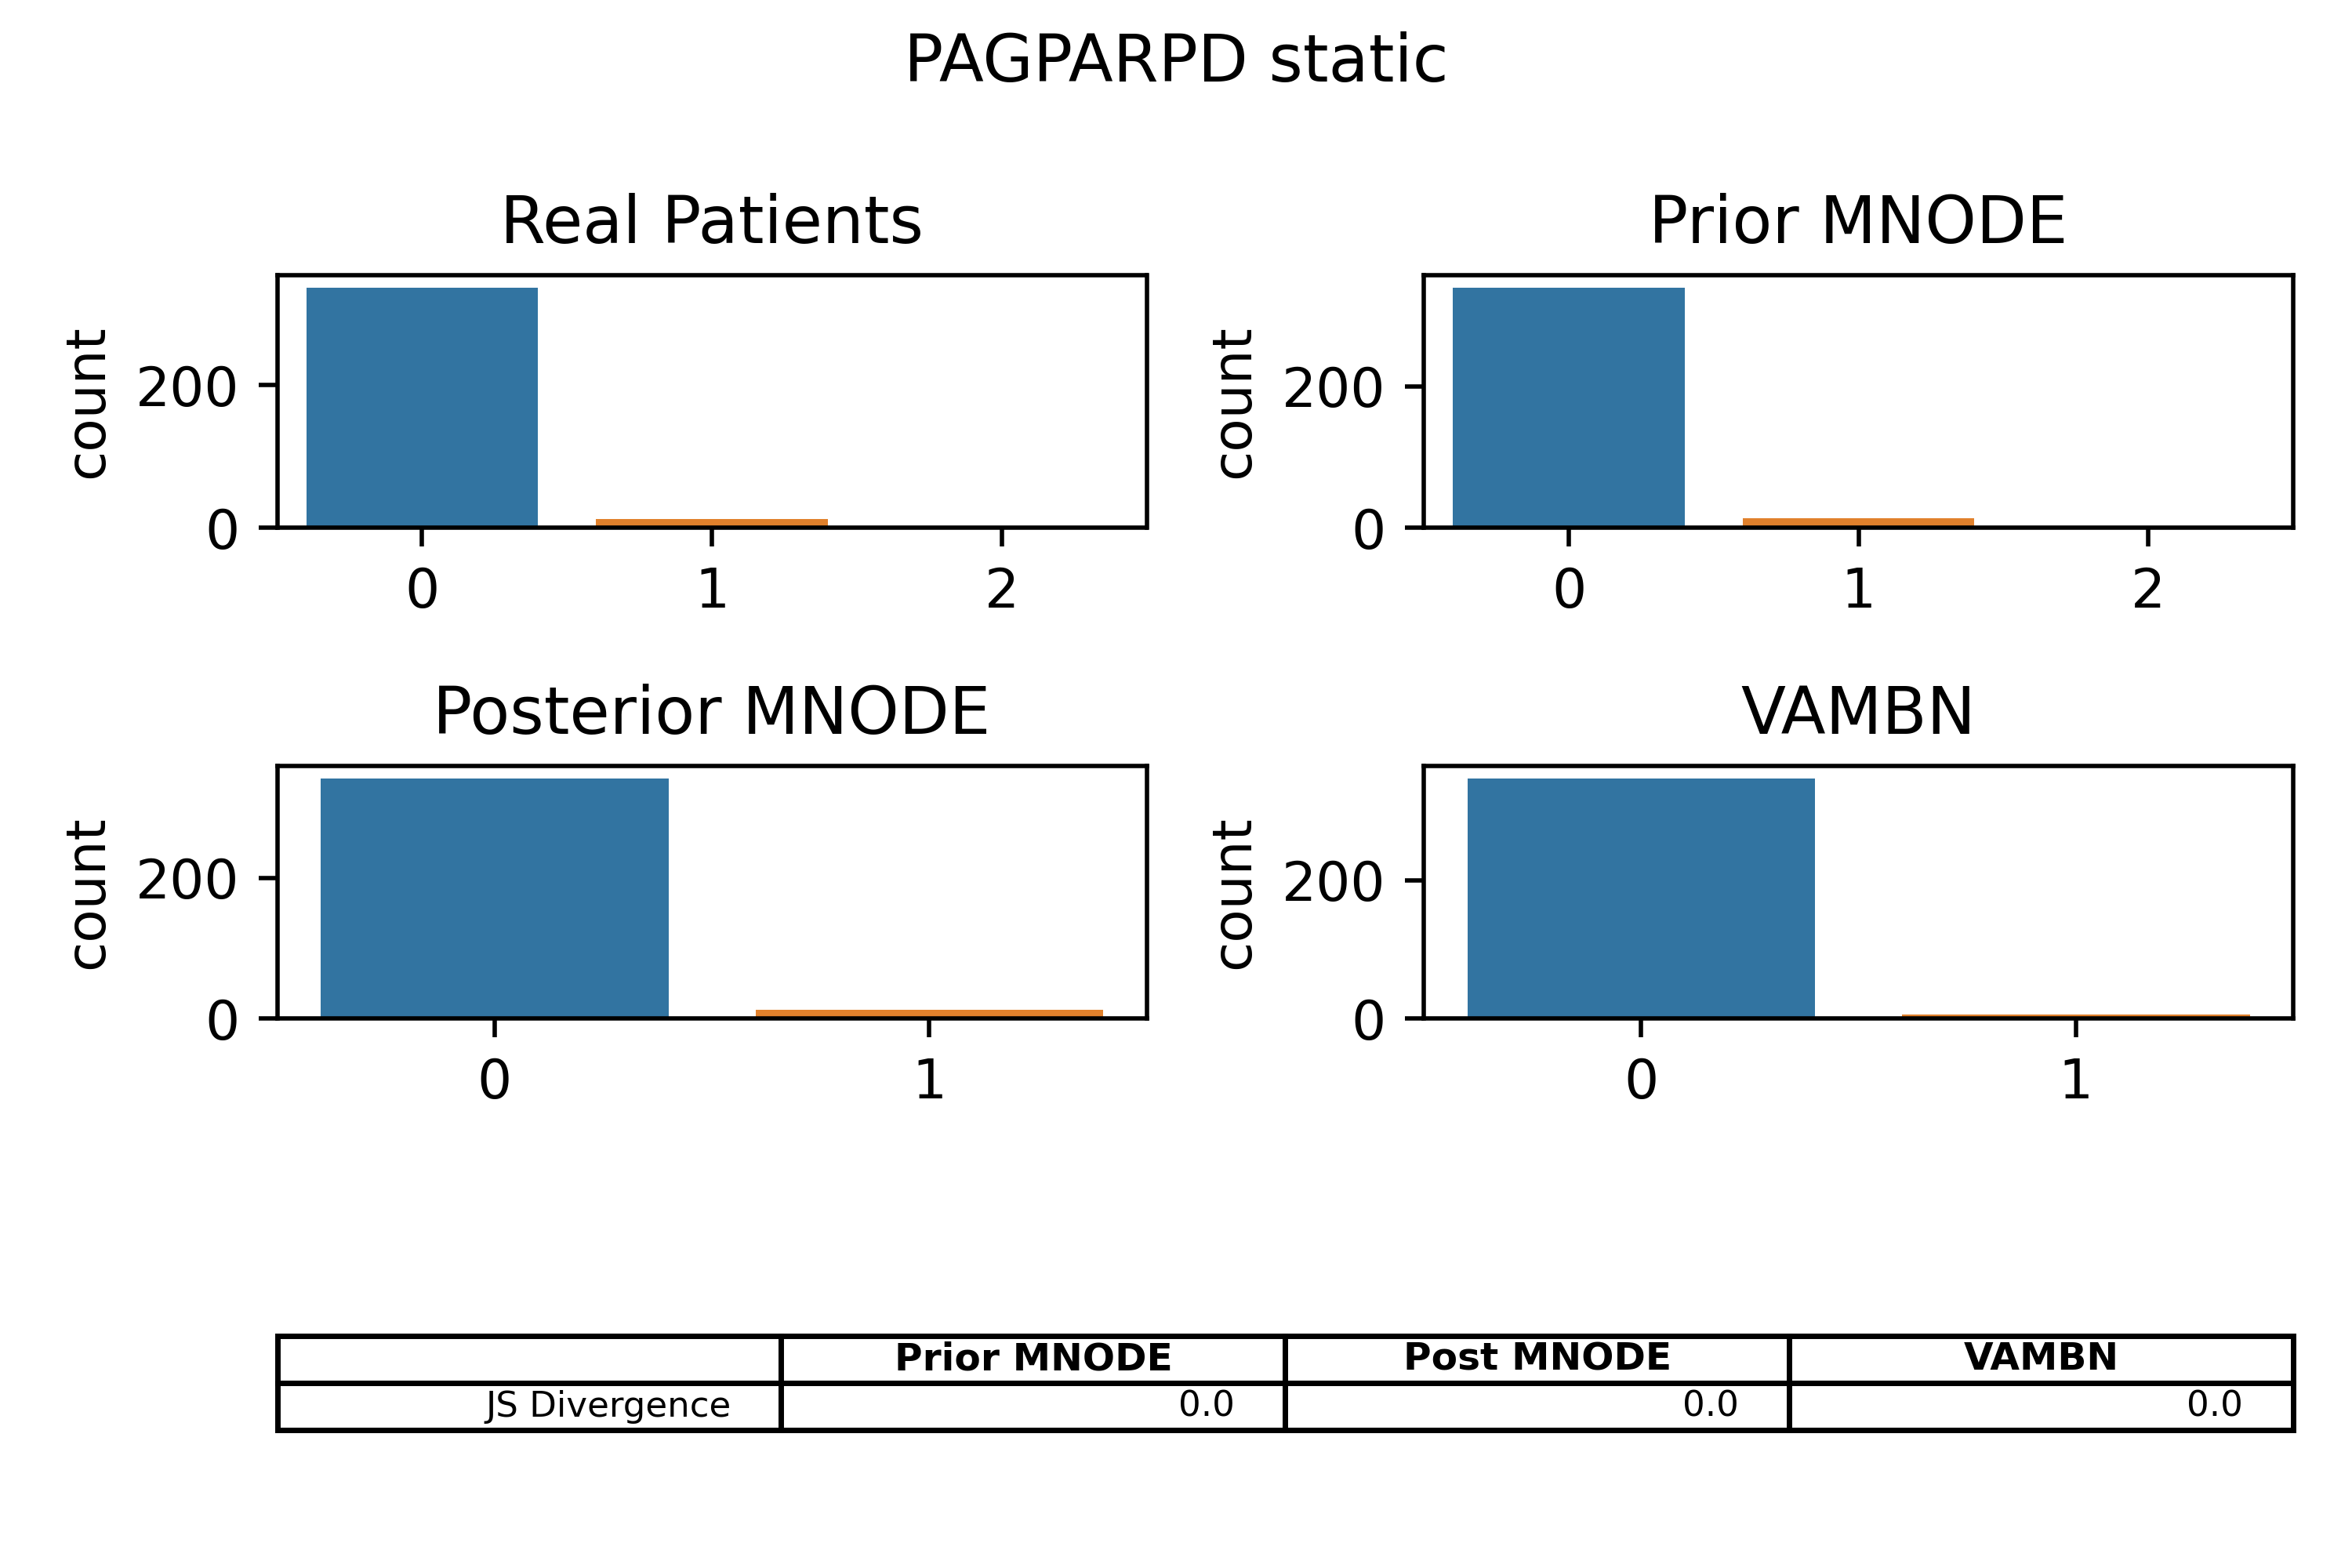 PAGPARPD static
Real Patients
count
200
0
0 1 2
Prior MNODE
count
200
0
0 1 2
Posterior MNODE
count
200
0
0 1
VAMBN
count
200
0
0 1
Prior MNODE Post MNODE VAMBN
JS Divergence 0.0 0.0 0.0